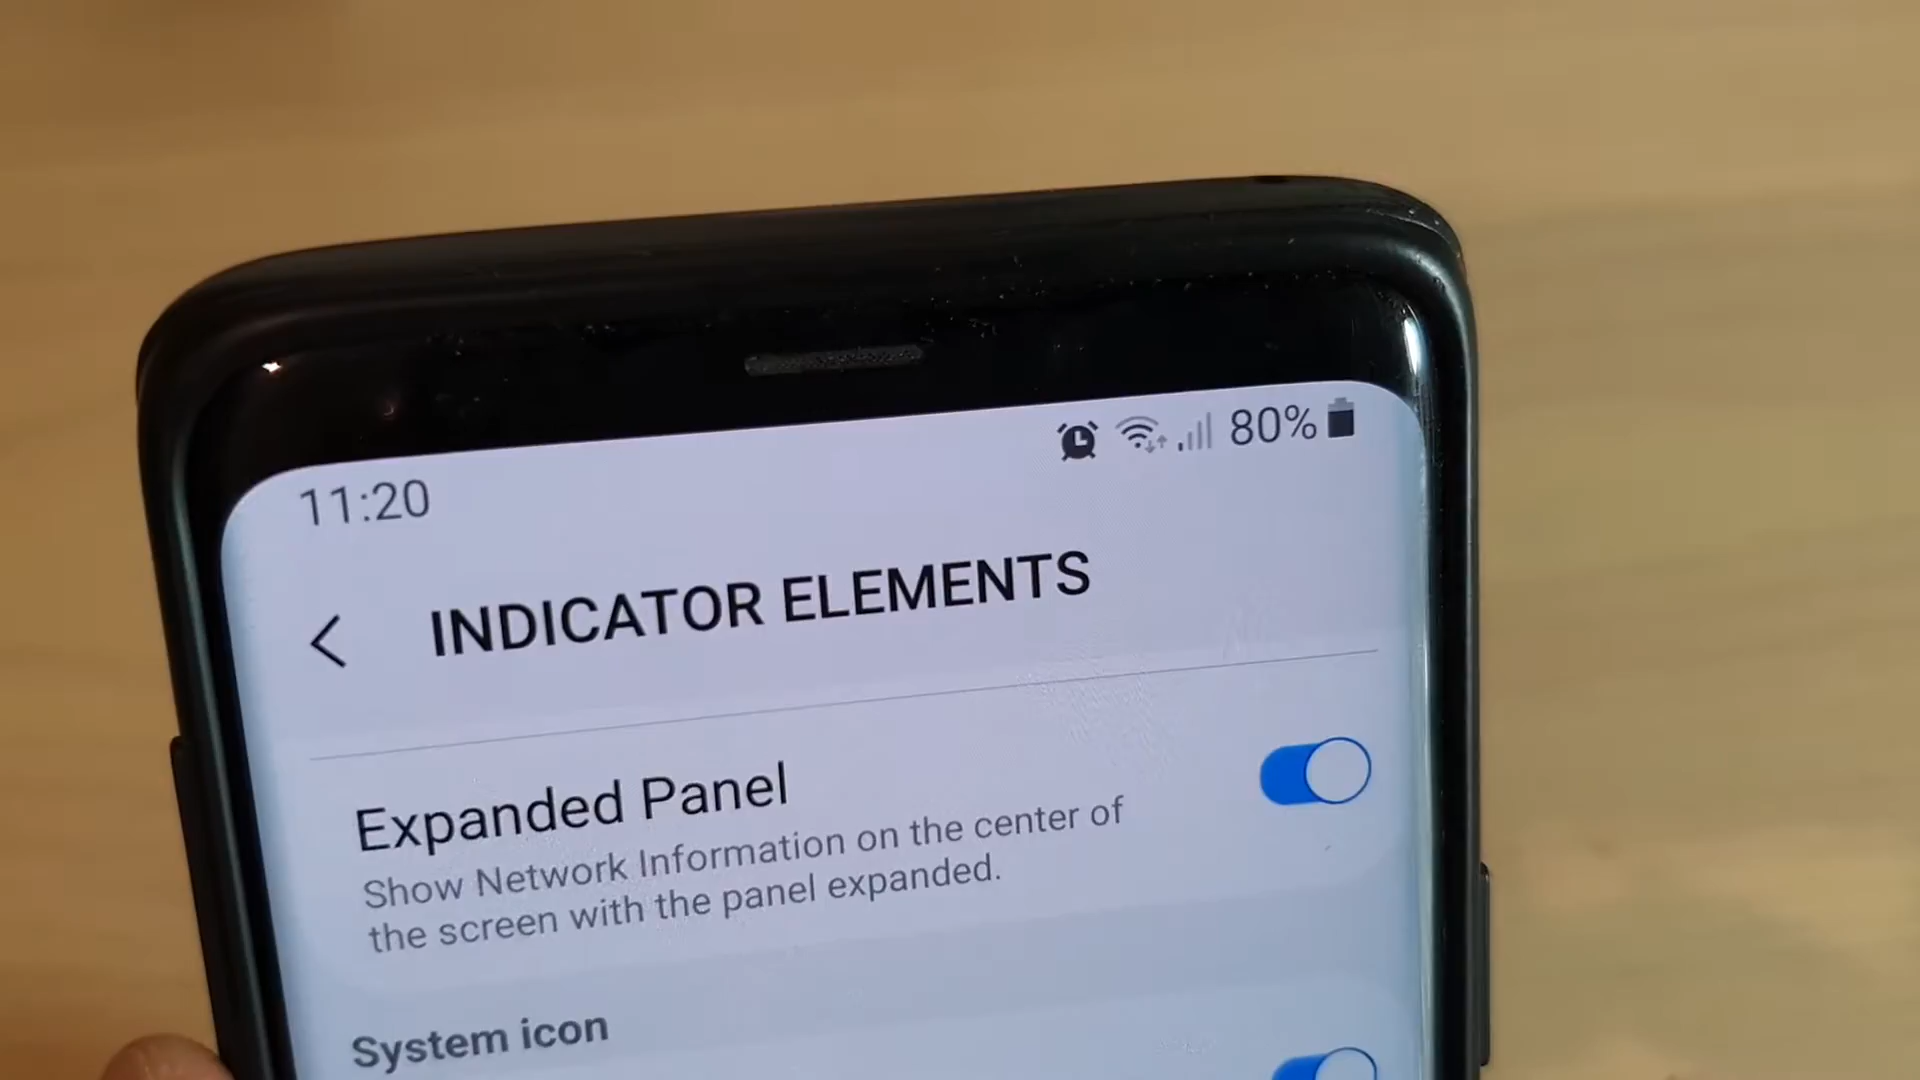 11:20 80%
INDICATOR ELEMENTS
Expanded Panel
Show Network Information on the center of
the screen with the panel expanded.
System icon